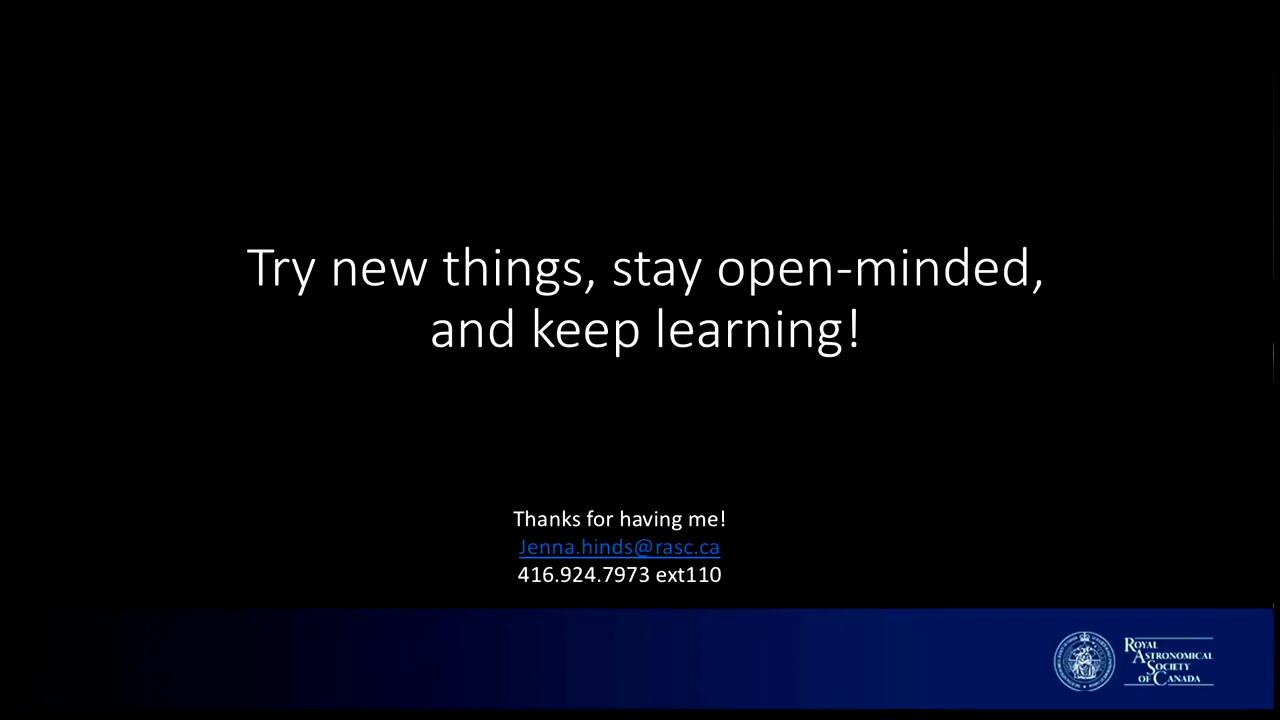 Try new things, stay open-minded,
and keep learning!
Thanks for having me!
Jenna.hinds@rasc.ca
416.924.7973 ext110
ROYAL
ASTRONOMICAL
SOCIETY
OF CANADA